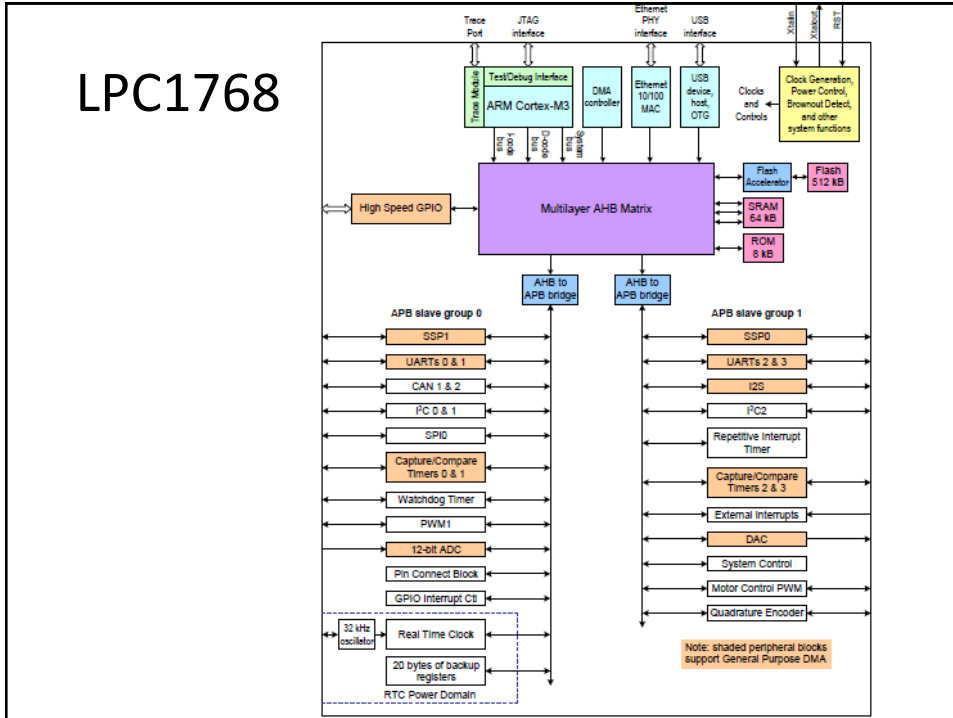 LPC1768
Trace
Port
JTAG
interface
Ethernet
PHY
interface
USB
interface
Xtalin
Xtalout
RST
Trace Module
Test/Debug Interface
ARM Cortex-M3
DMA
controller
Ethernet
10/100
MAC
USB
device,
host,
OTG
Clocks
and
Controls
Clock Generation,
Power Control,
Brownout Detect,
and other
system functions
I-code
bus
D-code
bus
System
bus
High Speed GPIO
Multilayer AHB Matrix
Flash
Accelerator
Flash
512 kB
SRAM
64 kB
ROM
8 kB
AHB to
APB bridge
AHB to
APB bridge
APB slave group 0
SSP1
UARTs 0 & 1
CAN 1 & 2
I²C 0 & 1
SPI0
Capture/Compare
Timers 0 & 1
Watchdog Timer
PWM1
12-bit ADC
Pin Connect Block
GPIO Interrupt Ctl
32 kHz
oscillator
Real Time Clock
20 bytes of backup
registers
RTC Power Domain
APB slave group 1
SSP0
UARTs 2 & 3
I2S
I²C2
Repetitive Interrupt
Timer
Capture/Compare
Timers 2 & 3
External Interrupts
DAC
System Control
Motor Control PWM
Quadrature Encoder
Note: shaded peripheral blocks
support General Purpose DMA